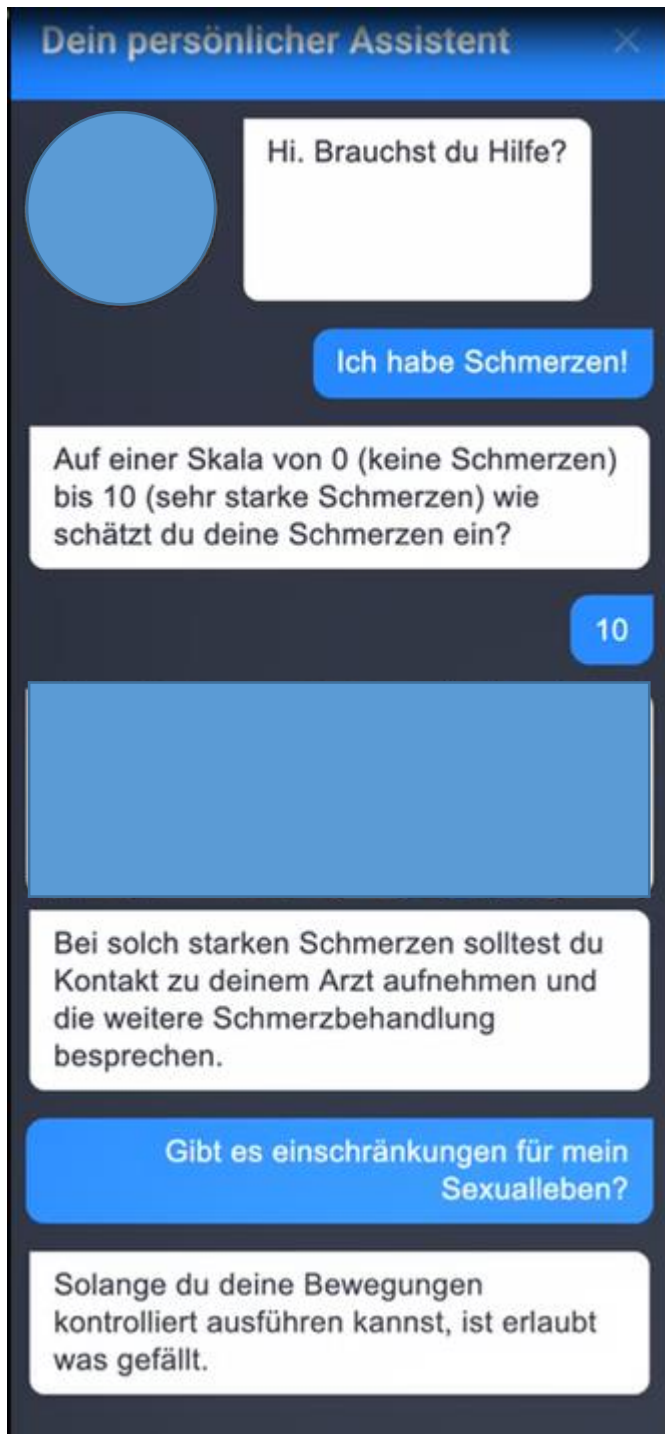 Dein persönlicher Assistent
Hi. Brauchst du Hilfe?
Ich habe Schmerzen!
Auf einer Skala von 0 (keine Schmerzen)
bis 10 (sehr starke Schmerzen) wie
schätzt du deine Schmerzen ein?
10
Bei solch starken Schmerzen solltest du
Kontakt zu deinem Arzt aufnehmen und
die weitere Schmerzbehandlung
besprechen.
Gibt es einschränkungen für mein
Sexualleben?
Solange du deine Bewegungen
kontrolliert ausführen kannst, ist erlaubt
was gefällt.